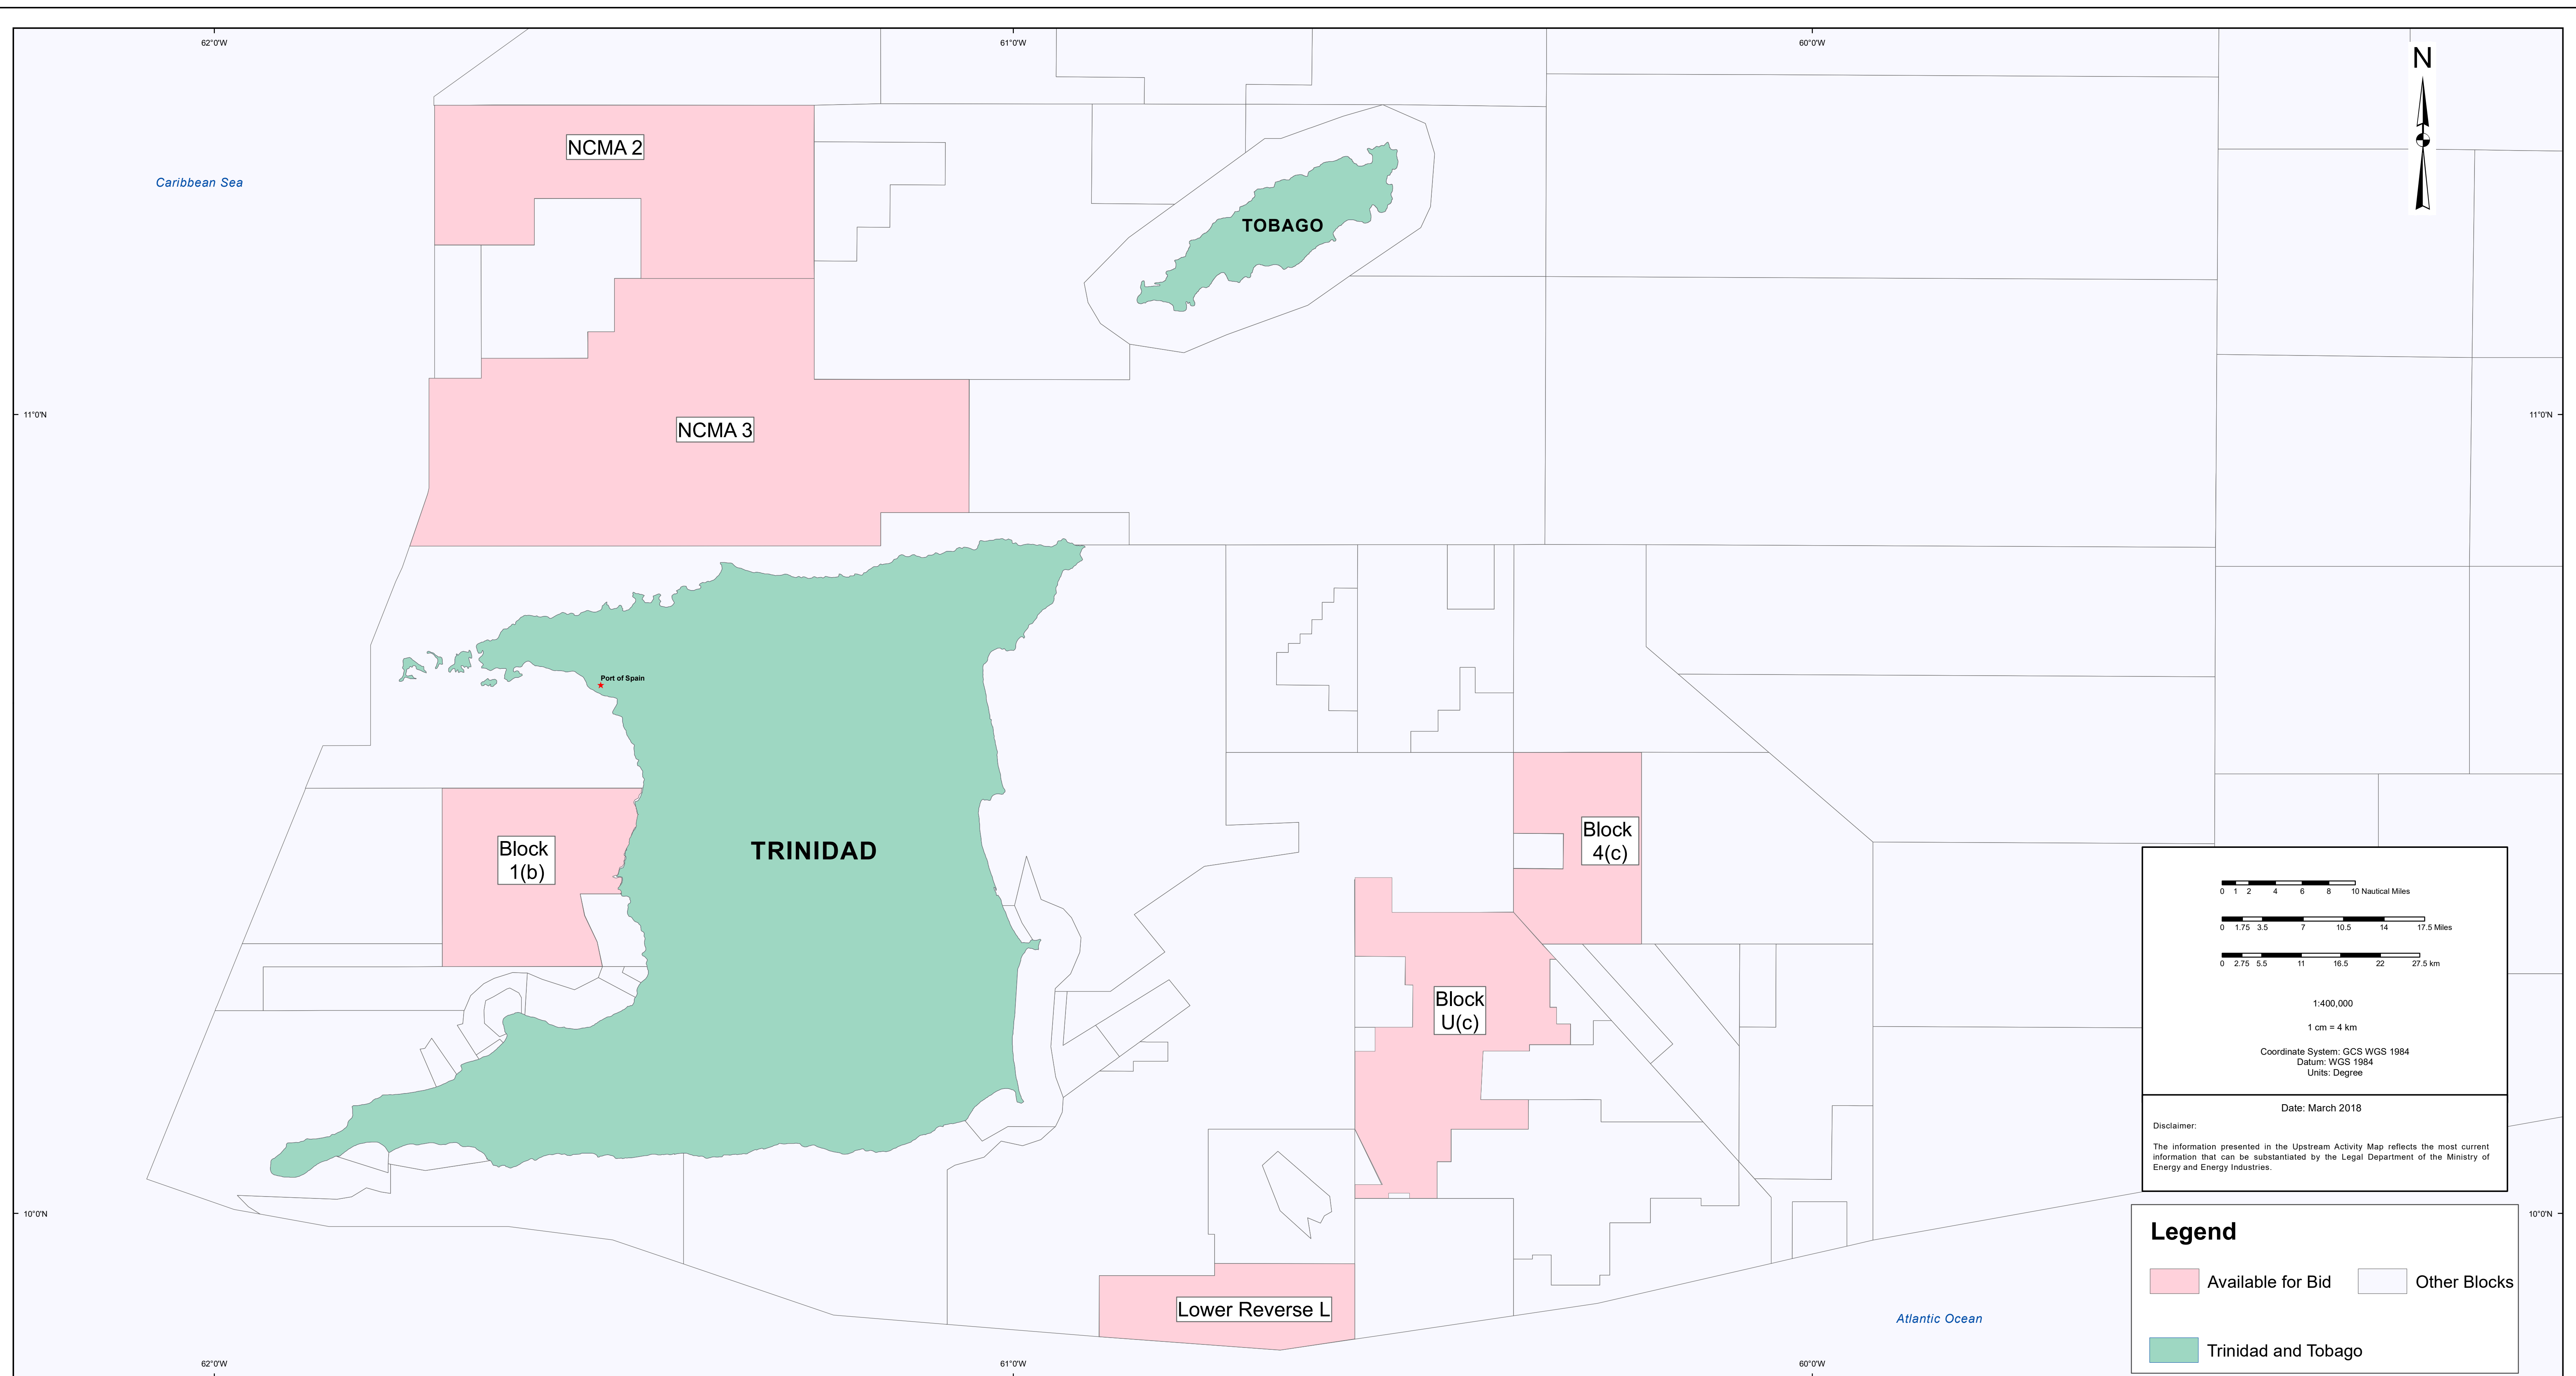 62°0'W
61°0'W
60°0'W
N
NCMA 2
Caribbean Sea
TOBAGO
11°0'N
11°0'N
NCMA 3
Port of Spain
TRINIDAD
Block
1(b)
Block
4(c)
Block
U(c)
Lower Reverse L
0 1 2 4 6 8 10 Nautical Miles
0 1.75 3.5 7 10.5 14 17.5 Miles
0 2.75 5.5 11 16.5 22 27.5 km
1:400,000
1 cm = 4 km
Coordinate System: GCS WGS 1984
Datum: WGS 1984
Units: Degree
Date: March 2018
Disclaimer:
The information presented in the Upstream Activity Map reflects the most current
information that can be substantiated by the Legal Department of the Ministry of
Energy and Energy Industries.
10°0'N
10°0'N
Legend
Available for Bid
Other Blocks
Trinidad and Tobago
Atlantic Ocean
62°0'W
61°0'W
60°0'W